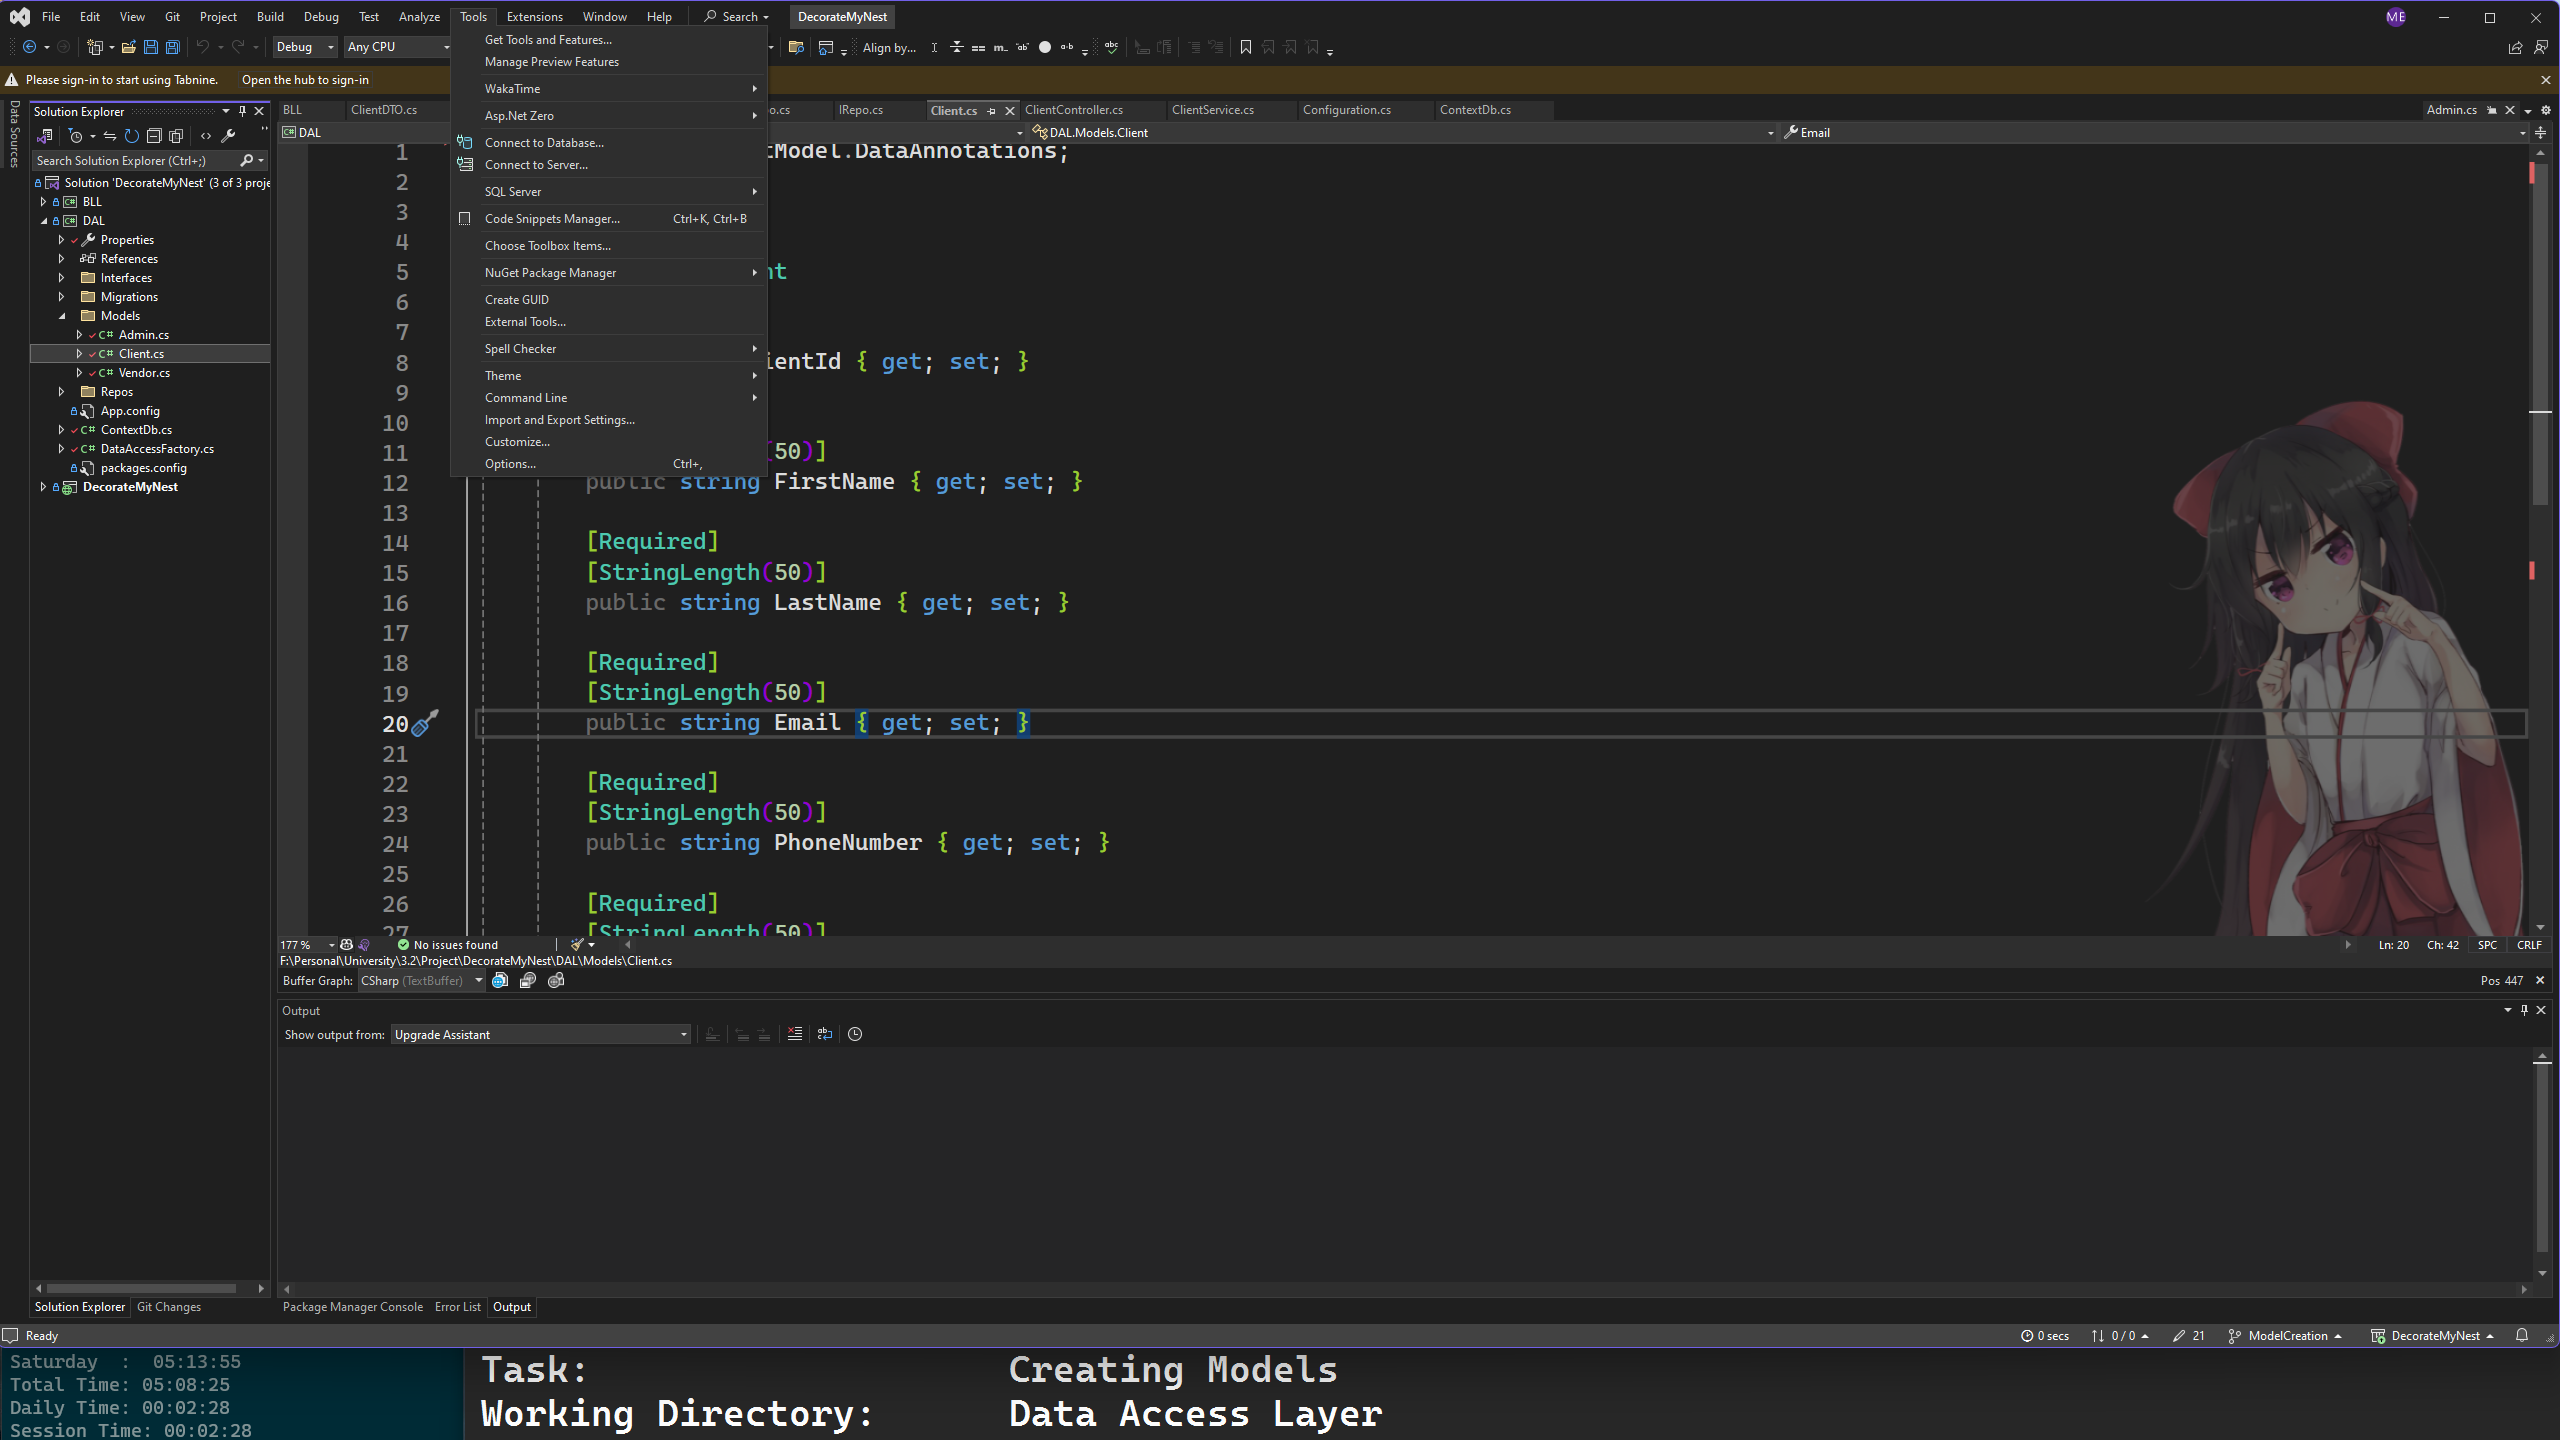 File Edit View Git Project Build Debug Test Analyze Tools Extensions Window Help Search DecorateMyNest ME
Debug Any CPU Align by...
Please sign-in to start using Tabnine. Open the hub to sign-in
Data Sources
Solution Explorer
Search Solution Explorer (Ctrl+;)
Solution 'DecorateMyNest' (3 of 3 proje
BLL
DAL
Properties
References
Interfaces
Migrations
Models
Admin.cs
Client.cs
Vendor.cs
Repos
App.config
ContextDb.cs
DataAccessFactory.cs
packages.config
DecorateMyNest
Solution Explorer Git Changes
Get Tools and Features...
Manage Preview Features
WakaTime
Asp.Net Zero
Connect to Database...
Connect to Server...
SQL Server
Code Snippets Manager... Ctrl+K, Ctrl+B
Choose Toolbox Items...
NuGet Package Manager
Create GUID
External Tools...
Spell Checker
Theme
Command Line
Import and Export Settings...
Customize...
Options... Ctrl+,
BLL ClientDTO.cs o.cs IRepo.cs Client.cs ClientController.cs ClientService.cs Configuration.cs ContextDb.cs Admin.cs
DAL DAL.Models.Client Email
1 tModel.DataAnnotations;
2
3
4
5 nt
6
7
8 ientId { get; set; }
9
10
11 (50)]
12 public string FirstName { get; set; }
13
14 [Required]
15 [StringLength(50)]
16 public string LastName { get; set; }
17
18 [Required]
19 [StringLength(50)]
20 public string Email { get; set; }
21
22 [Required]
23 [StringLength(50)]
24 public string PhoneNumber { get; set; }
25
26 [Required]
27 [StringLength(50)]
177 % No issues found Ln: 20 Ch: 42 SPC CRLF
F:\Personal\University\3.2\Project\DecorateMyNest\DAL\Models\Client.cs
Buffer Graph: CSharp (TextBuffer) Pos 447
Output
Show output from: Upgrade Assistant
Package Manager Console Error List Output
Ready 0 secs 0 / 0 21 ModelCreation DecorateMyNest
Saturday : 05:13:55
Total Time: 05:08:25
Daily Time: 00:02:28
Session Time: 00:02:28
Task: Creating Models
Working Directory: Data Access Layer